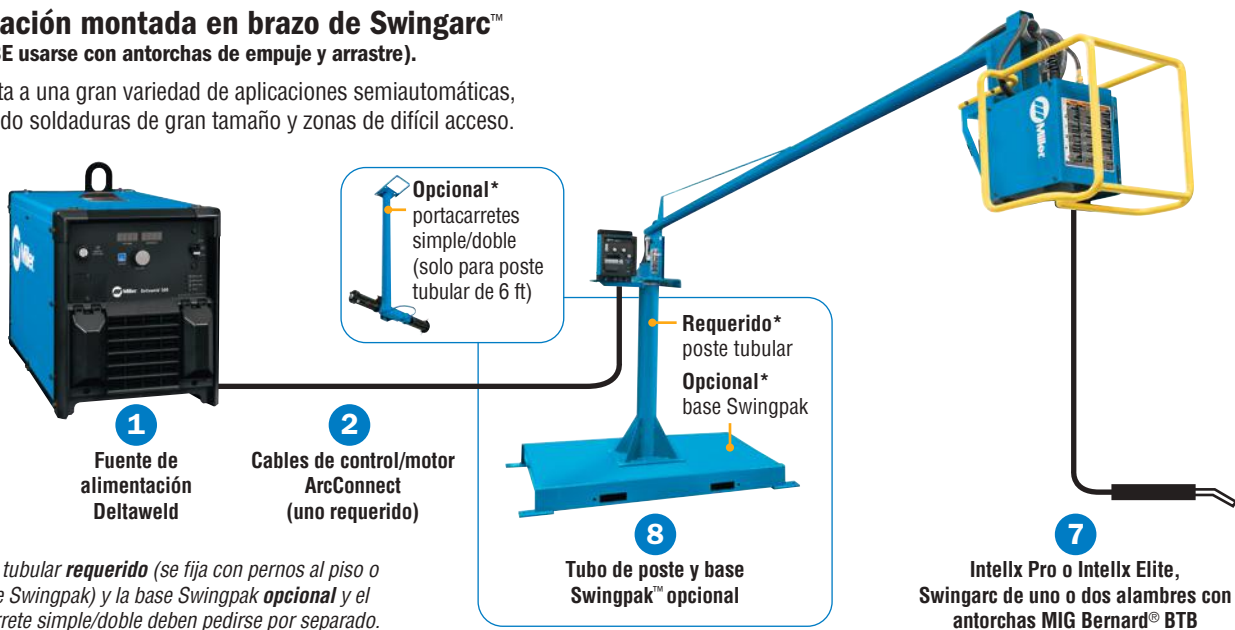 ación montada en brazo de Swingarc™
BE usarse con antorchas de empuje y arrastre).
ta a una gran variedad de aplicaciones semiautomáticas,
do soldaduras de gran tamaño y zonas de difícil acceso.
Opcional*
portacarretes
simple/doble
(solo para poste
tubular de 6 ft)
Requerido*
poste tubular
Opcional*
base Swingpak
Miller
Miller
Miller
1
Fuente de
alimentación
Deltaweld
2
Cables de control/motor
ArcConnect
(uno requerido)
8
Tubo de poste y base
Swingpak™ opcional
7
Intellx Pro o Intellx Elite,
Swingarc de uno o dos alambres con
antorchas MIG Bernard® BTB
tubular requerido (se fija con pernos al piso o
e Swingpak) y la base Swingpak opcional y el
rrete simple/doble deben pedirse por separado.